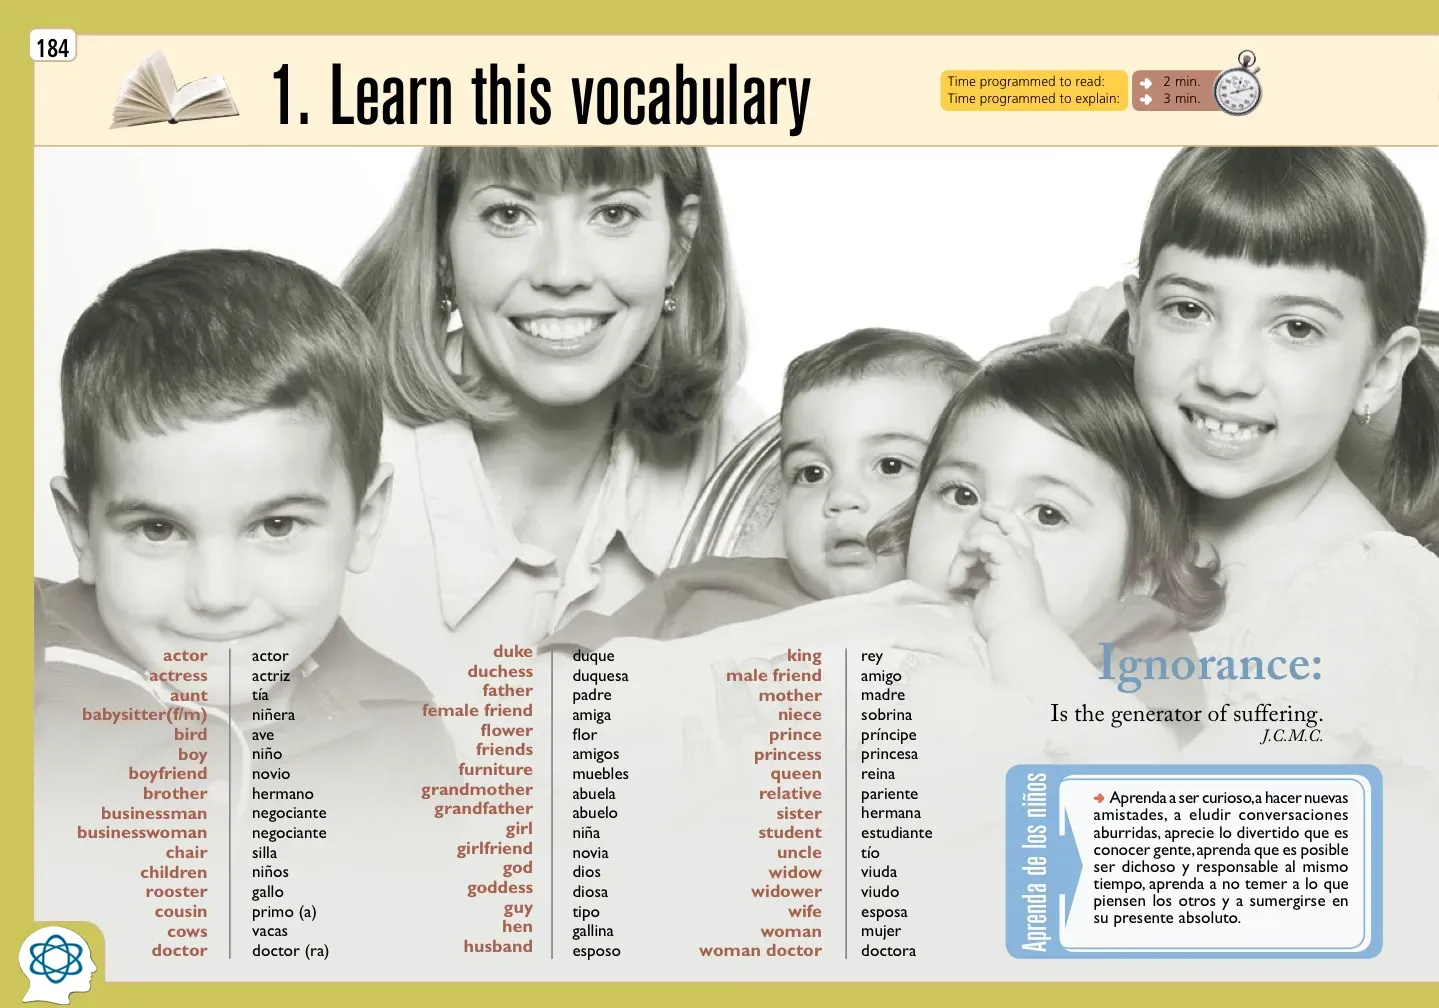 184
1. Learn this vocabulary
Time programmed to read:
2 min.
Time programmed to explain:
3 min.
actor
actress
aunt
babysitter(f/m)
bird
boy
boyfriend
brother
businessman
businesswoman
chair
children
rooster
cousin
cows
doctor
actor
actriz
tía
niñera
ave
niño
novio
hermano
negociante
negociante
silla
niños
gallo
primo (a)
vacas
doctor (ra)
duke
duchess
father
female friend
flower
friends
furniture
grandmother
grandfather
girl
girlfriend
god
goddess
guy
hen
husband
duque
duquesa
padre
amiga
flor
amigos
muebles
abuela
abuelo
niña
novia
dios
diosa
tipo
gallina
esposo
king
male friend
mother
niece
prince
princess
queen
relative
sister
student
uncle
widow
widower
wife
woman
woman doctor
rey
amigo
madre
sobrina
príncipe
princesa
reina
pariente
hermana
estudiante
tío
viuda
viudo
esposa
mujer
doctora
Ignorance:
Is the generator of suffering.
J.C.M.C.
Aprenda de los niños
Aprenda a ser curioso,a hacer nuevas
amistades, a eludir conversaciones
aburridas, aprecie lo divertido que es
conocer gente,aprenda que es posible
ser dichoso y responsable al mismo
tiempo, aprenda a no temer a lo que
piensen los otros y a sumergirse en
su presente absoluto.